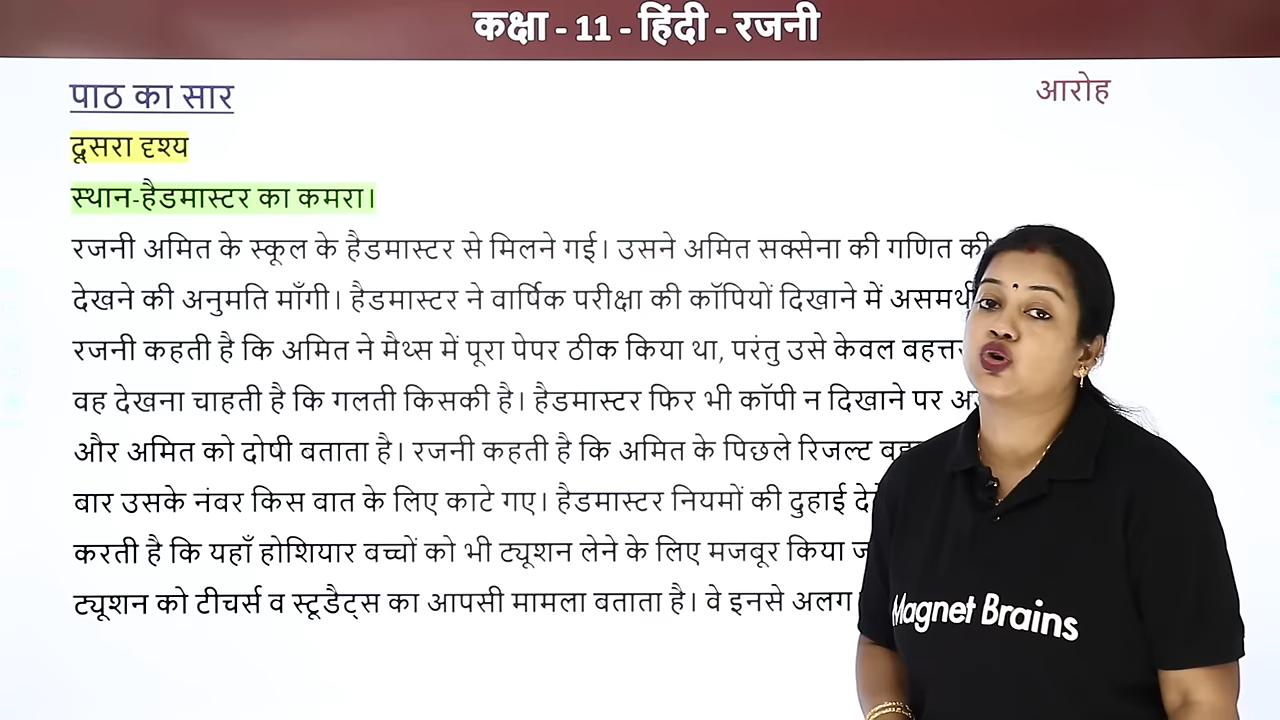 कक्षा - 11 - हिंदी - रजनी
पाठ का सार
आरोह
दूसरा दृश्य
स्थान-हैडमास्टर का कमरा।
रजनी अमित के स्कूल के हैडमास्टर से मिलने गई। उसने अमित सक्सेना की गणित की
देखने की अनुमति माँगी। हैडमास्टर ने वार्षिक परीक्षा की कॉपियों दिखाने में
रजनी कहती है कि अमित ने मैथ्स में पूरा पेपर ठीक किया था, परंतु उसे केवल
वह देखना चाहती है कि गलती किसकी है। हैडमास्टर फिर भी कॉपी न दिखाने पर
और अमित को दोपी बताता है। रजनी कहती है कि अमित के पिछले रिजल्ट
बार उसके नंबर किस बात के लिए काटे गए। हैडमास्टर नियमों की दुहाई
करती है कि यहाँ होशियार बच्चों को भी ट्यूशन लेने के लिए मजबूर किया
ट्यूशन को टीचर्स व स्टूडैट्स का आपसी मामला बताता है। वे इनसे अलग
Magnet Brains